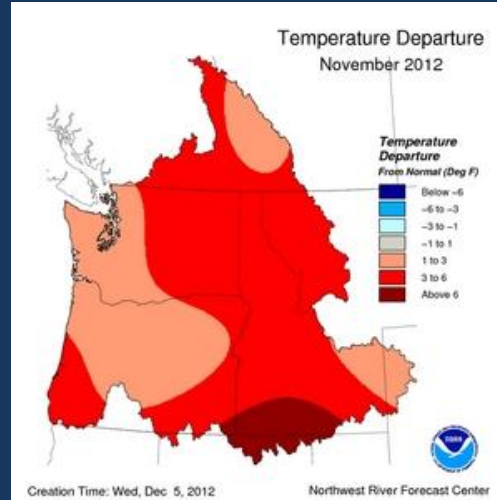 Temperature Departure
November 2012
Temperature
Departure
From Normal (Deg F)
Below -6
-6 to -3
-3 to -1
-1 to 1
1 to 3
3 to 6
Above 6
NOAA
Creation Time: Wed, Dec 5, 2012
Northwest River Forecast Center